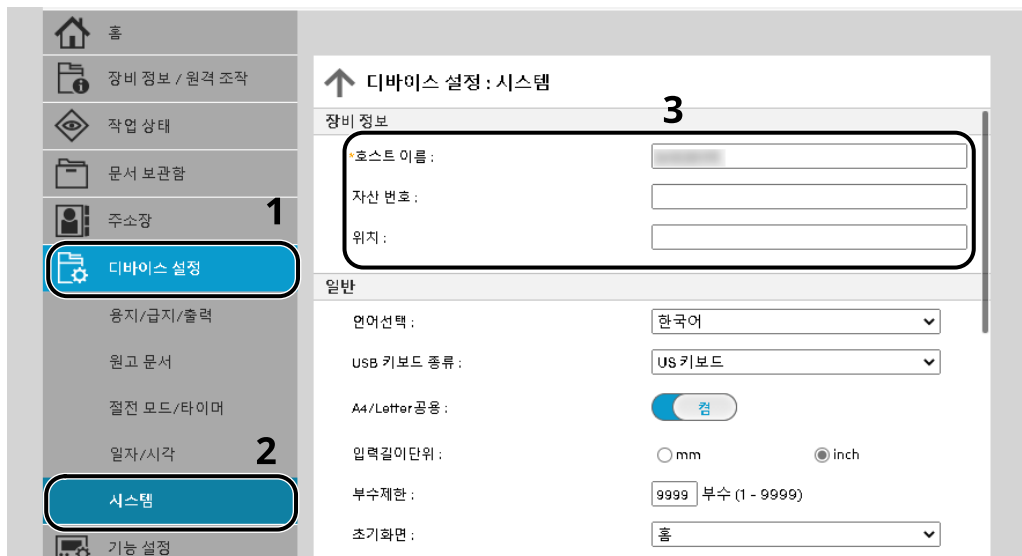 홈
장비 정보 / 원격 조작
작업 상태
문서 보관함
주소장
1
디바이스 설정
용지/급지/출력
원고 문서
절전 모드/타이머
일자/시각
2
시스템
기능 설정
디바이스 설정 : 시스템
3
장비 정보
*호스트 이름 :
자산 번호 :
위치 :
일반
언어선택 : 한국어
USB 키보드 종류 : US 키보드
A4/Letter공용 : 켬
입력길이단위 : mm inch
부수제한 : 9999 부수 (1 - 9999)
초기화면 : 홈